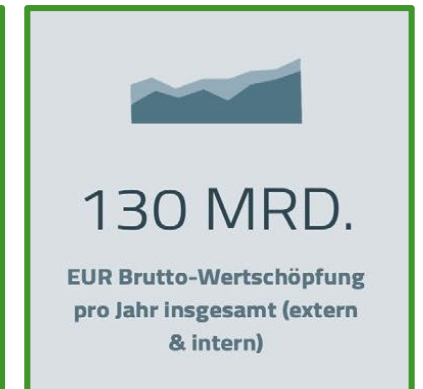 130 MRD.
EUR Brutto-Wertschöpfung
pro Jahr insgesamt (extern
& intern)